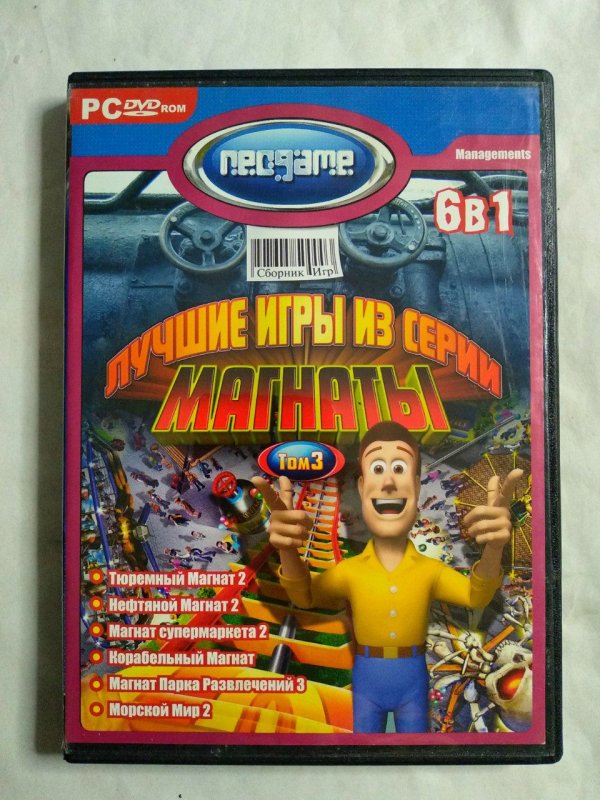 PC DVD ROM
neogame
Managements
6 в 1
Сборник Игр
ЛУЧШИЕ ИГРЫ ИЗ СЕРИИ
МАГНАТЫ
Том 3
Тюремный Магнат 2
Нефтяной Магнат 2
Магнат супермаркета 2
Корабельный Магнат
Магнат Парка Развлечений 3
Морской Мир 2